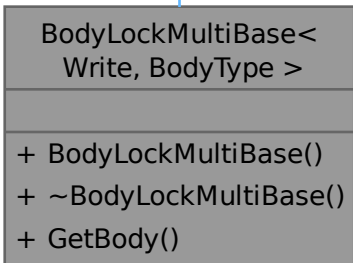 BodyLockMultiBase<
Write, BodyType >
+ BodyLockMultiBase()
+ ~BodyLockMultiBase()
+ GetBody()